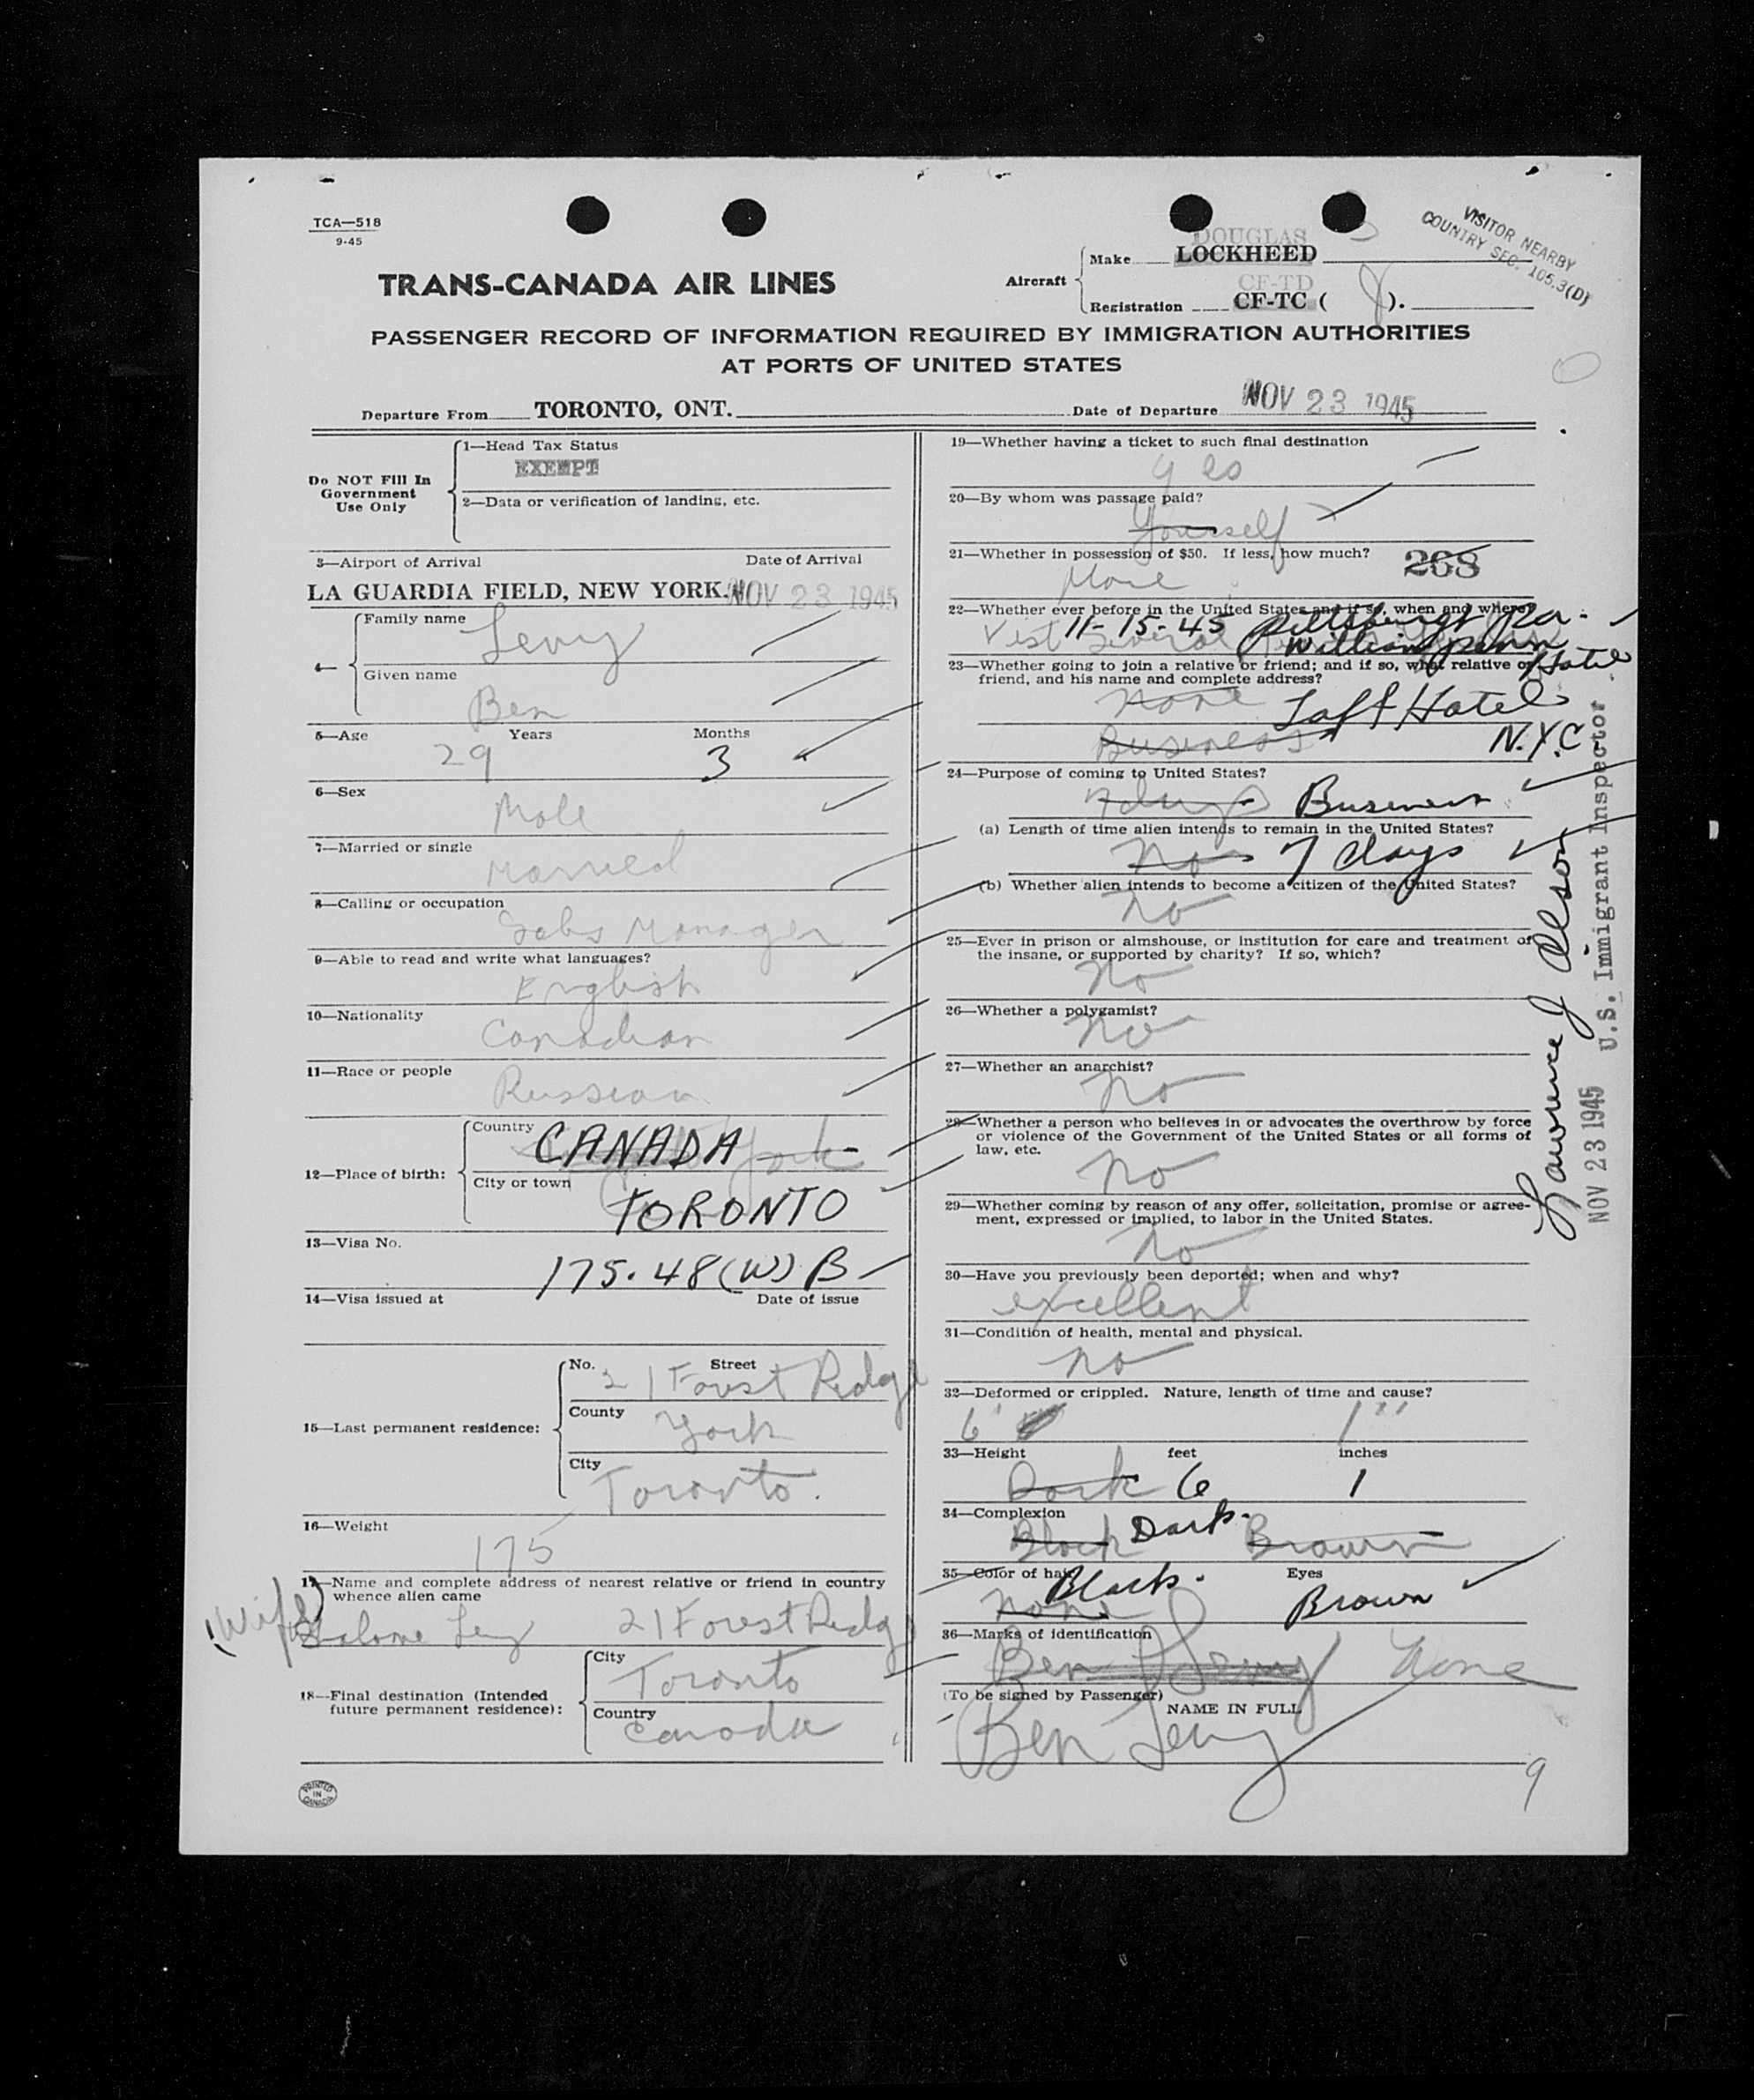 TCA—518
9-45
VISITOR NEARBY
COUNTRY SEC. 105.3(D)
TRANS-CANADA AIR LINES
Aircraft
Make DOUGLAS
LOCKHEED
CF-TD
Registration CF-TC ( ).
PASSENGER RECORD OF INFORMATION REQUIRED BY IMMIGRATION AUTHORITIES
AT PORTS OF UNITED STATES
Departure From TORONTO, ONT. Date of Departure NOV 23 1945
Do NOT Fill In
Government
Use Only
1—Head Tax Status
EXEMPT
2—Data or verification of landing, etc.
3—Airport of Arrival Date of Arrival
LA GUARDIA FIELD, NEW YORK. NOV 23 1945
4— Family name
Levy
Given name
Ben
5—Age Years Months
29 3
6—Sex
Male
7—Married or single
Married
8—Calling or occupation
Sales Manager
9—Able to read and write what languages?
English
10—Nationality
Canadian
11—Race or people
Russian
12—Place of birth:
Country
CANADA
City or town
TORONTO
13—Visa No.
175.48(W) B
14—Visa issued at Date of issue
15—Last permanent residence:
No. Street
21 Forest Ridge
County
York
City
Toronto.
16—Weight
175
17—Name and complete address of nearest relative or friend in country
whence alien came
(Wife) Salome Levy 21 Forest Ridg
18—Final destination (Intended
future permanent residence):
City
Toronto
Country
Canada
PRINTED
IN
CANADA
19—Whether having a ticket to such final destination
yes
20—By whom was passage paid?
Yourself
21—Whether in possession of $50. If less, how much?
268
More
22—Whether ever before in the United States and if so, when and where?
11-15-45 Pittsburgh Pa.
Vist Several
William Penn Hotel
23—Whether going to join a relative or friend; and if so, what relative or
friend, and his name and complete address?
None Taft Hotel
Business N.Y.C
24—Purpose of coming to United States?
7 days Business
(a) Length of time alien intends to remain in the United States?
No 7 days
(b) Whether alien intends to become a citizen of the United States?
No
25—Ever in prison or almshouse, or institution for care and treatment of
the insane, or supported by charity? If so, which?
No
26—Whether a polygamist?
No
27—Whether an anarchist?
No
28—Whether a person who believes in or advocates the overthrow by force
or violence of the Government of the United States or all forms of
law, etc.
No
29—Whether coming by reason of any offer, solicitation, promise or agree-
ment, expressed or implied, to labor in the United States.
No
30—Have you previously been deported; when and why?
excellent
31—Condition of health, mental and physical.
no
32—Deformed or crippled. Nature, length of time and cause?
6' 1"
33—Height feet inches
Dark 6 1
34—Complexion
Black Dark. Brown
35—Color of hair Eyes
Black. Brown
None
36—Marks of identification
Ben Levy None
(To be signed by Passenger) NAME IN FULL
Ben Levy
9
Lawrence J Olson
U.S. Immigrant Inspector
NOV 23 1945